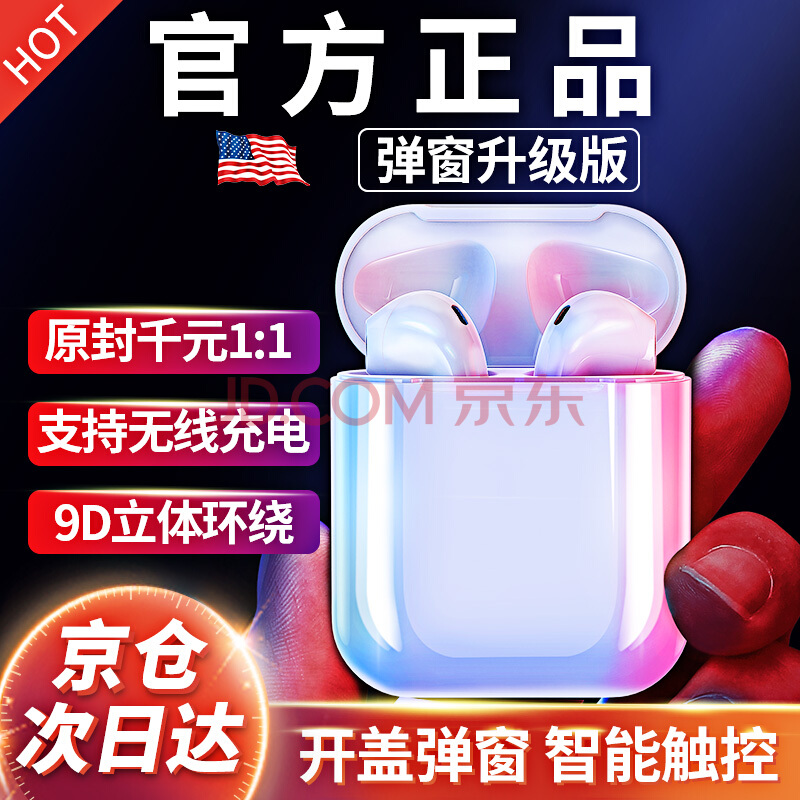 HOT
官方正品
弹窗升级版
原封千元1:1
JD.COM 京东
支持无线充电
9D立体环绕
京仓
次日达
开盖弹窗 智能触控